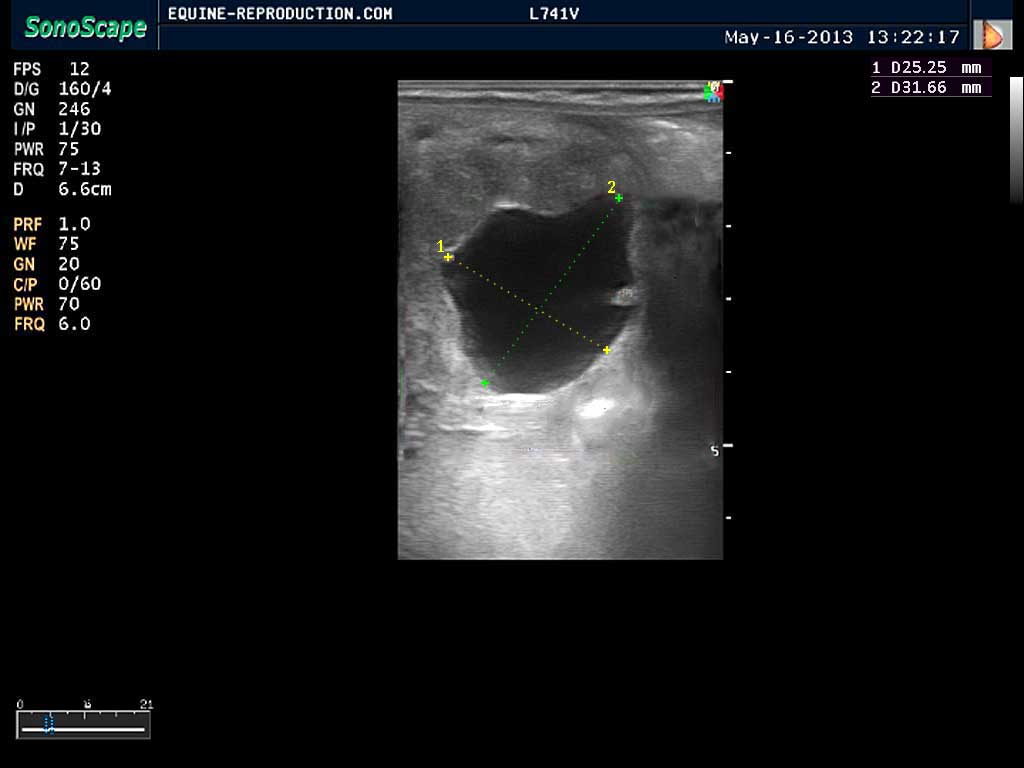 SonoScape
EQUINE-REPRODUCTION.COM L741V
May-16-2013 13:22:17
FPS 12
D/G 160/4
GN 246
I/P 1/30
PWR 75
FRQ 7-13
D 6.6cm
PRF 1.0
WF 75
GN 20
C/P 0/60
PWR 70
FRQ 6.0
1 D25.25 mm
2 D31.66 mm
2
1
5
0 21